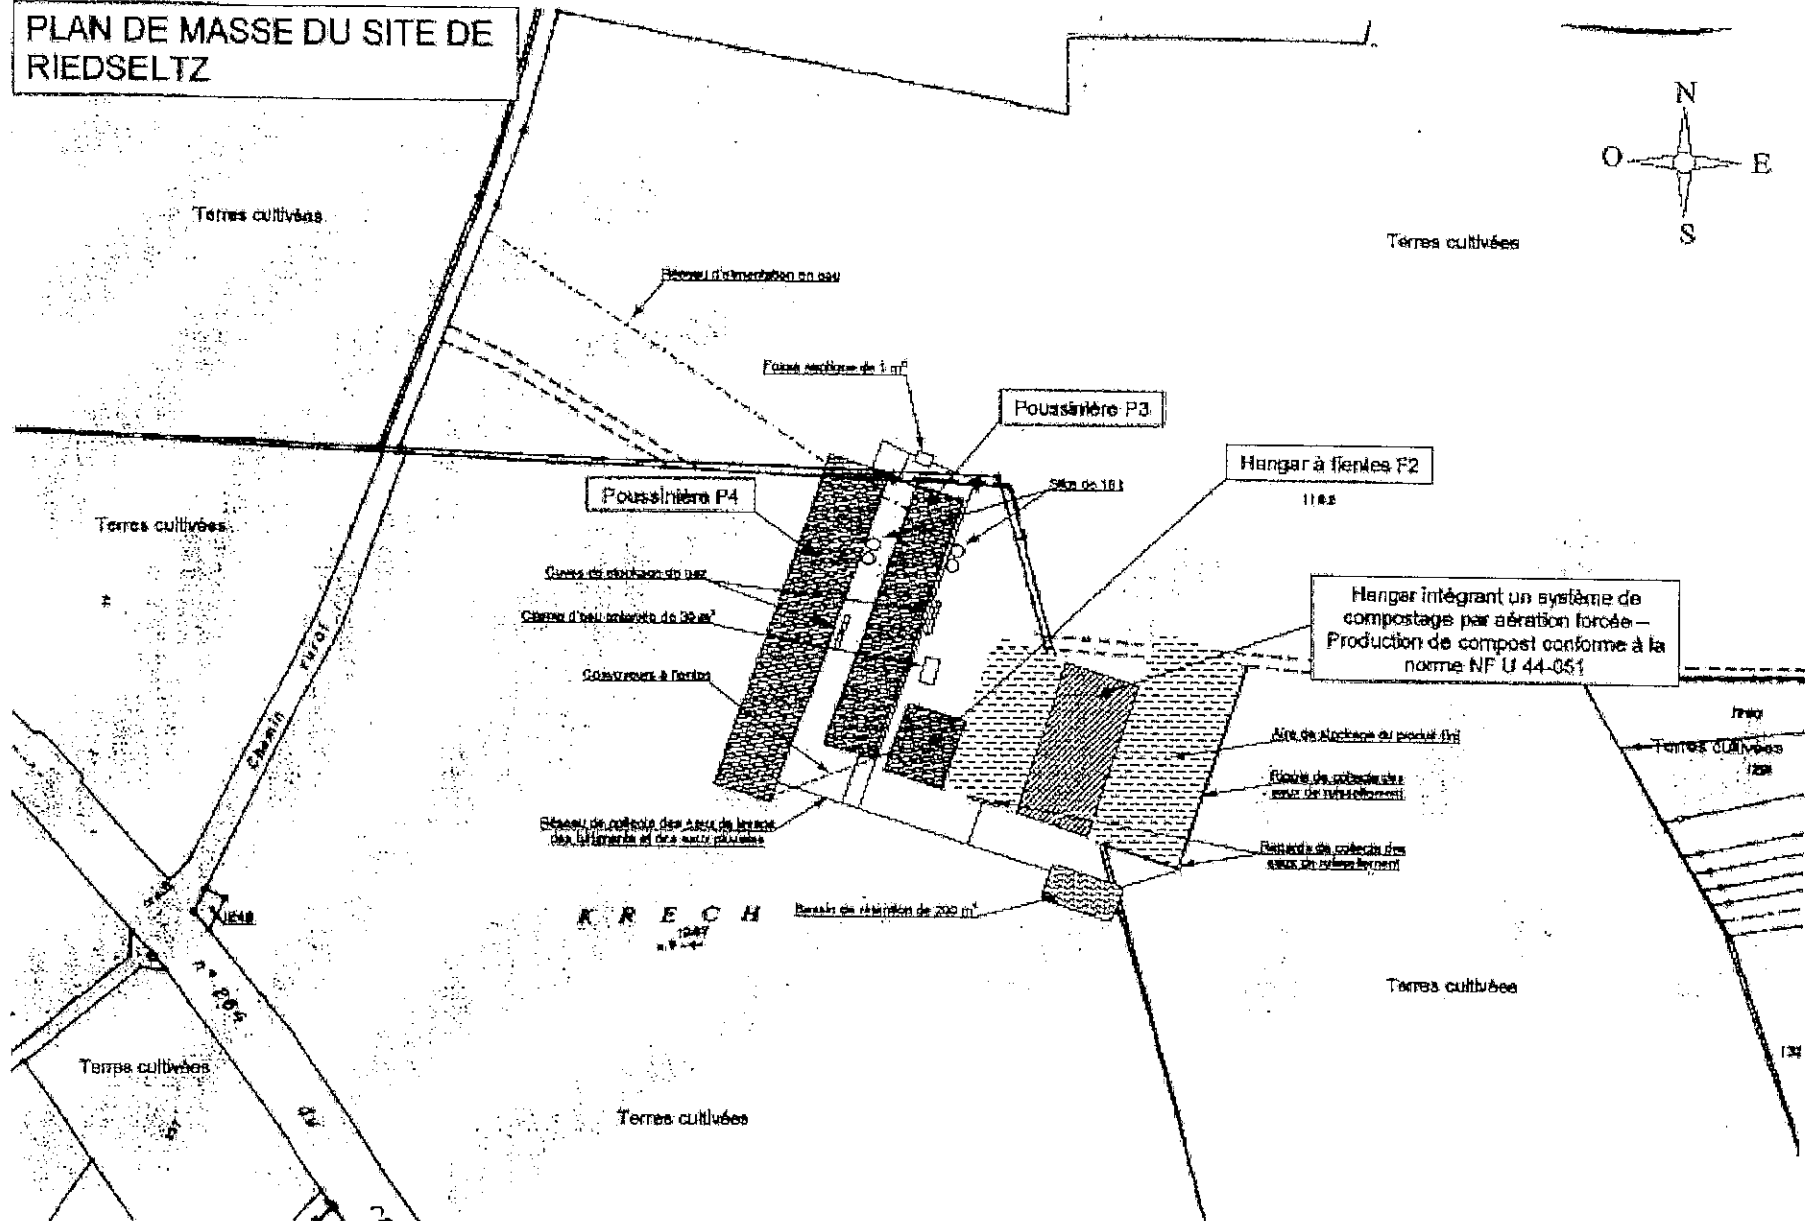 PLAN DE MASSE DU SITE DE
RIEDSELTZ
N
O
E
S
Terres cultivées
Terres cultivées
Réseau d'alimentation en eau
Fosse septique de 1 m³
Poussinière P3
Hangar à fientes F2
Poussinière P4
Silos de 16 t
Terres cultivées
Cuves de stockage de gaz
Hangar intégrant un système de
compostage par aération forcée –
Production de compost conforme à la
norme NF U 44-051
Citerne d'eau enterrée de 30 m³
Convoyeurs à fientes
chemin rural
Terres cultivées
Aire de stockage du produit fini
Rigole de collecte des
eaux de ruissellement
Réseau de collecte des eaux de lavage
des bâtiments et des eaux pluviales
Regards de collecte des
eaux de ruissellement
KRECH
Bassin de rétention de 200 m³
n° 264
Terres cultivées
Terres cultivées
Terres cultivées